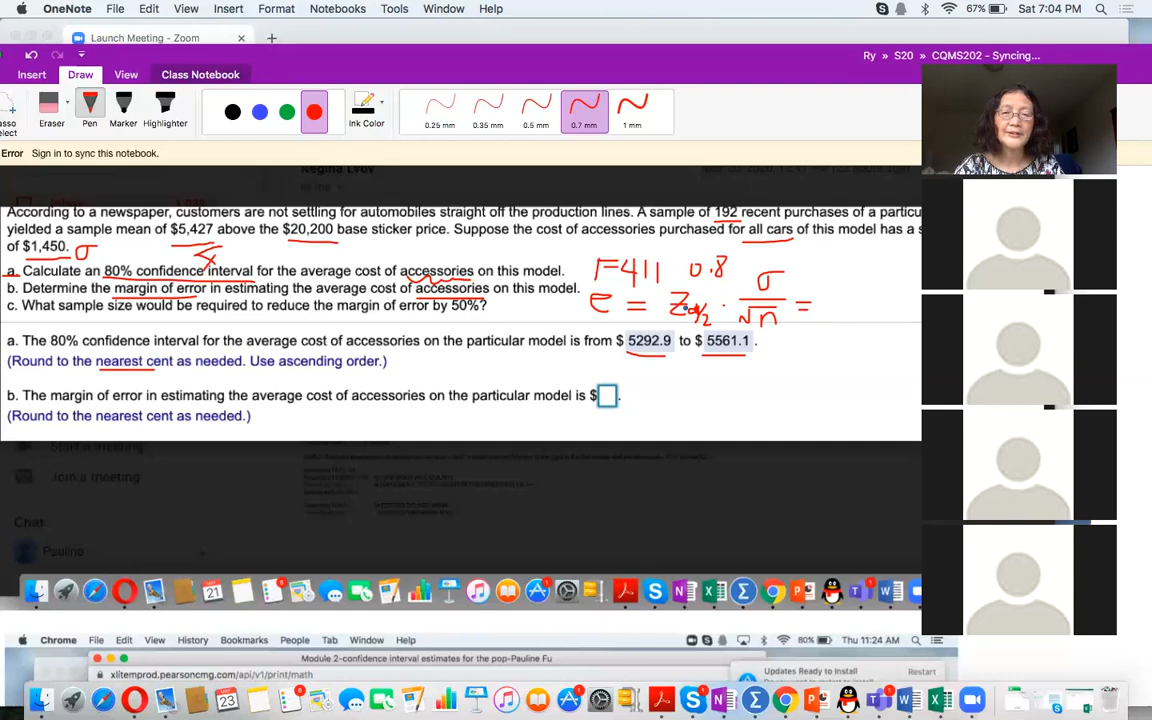 OneNote File Edit View Insert Format Notebooks Tools Window Help 67% Sat 7:04 PM
Launch Meeting - Zoom
Ry » S20 » CQMS202 - Syncing...
Insert Draw View Class Notebook
Eraser Pen Marker Highlighter
Ink Color
0.25 mm 0.35 mm 0.5 mm 0.7 mm 1 mm
Error Sign in to sync this notebook.
According to a newspaper, customers are not settling for automobiles straight off the production lines. A sample of 192 recent purchases of a particu
yielded a sample mean of $5,427 above the $20,200 base sticker price. Suppose the cost of accessories purchased for all cars of this model has a s
of $1,450. σ
a. Calculate an 80% confidence interval for the average cost of accessories on this model.
0.8
b. Determine the margin of error in estimating the average cost of accessories on this model.
e = Zα/2 · σ/√n =
c. What sample size would be required to reduce the margin of error by 50%?
a. The 80% confidence interval for the average cost of accessories on the particular model is from $ 5292.9 to $ 5561.1 .
(Round to the nearest cent as needed. Use ascending order.)
b. The margin of error in estimating the average cost of accessories on the particular model is $ .
(Round to the nearest cent as needed.)
Start a meeting
Join a meeting
Chat
Pauline
Chrome File Edit View History Bookmarks People Tab Window Help 80% Thu 11:24 AM
Module 2-confidence interval estimates for the pop-Pauline Fu
xlitemprod.pearsoncmg.com/api/v1/print/math
Updates Ready to Install
Restart